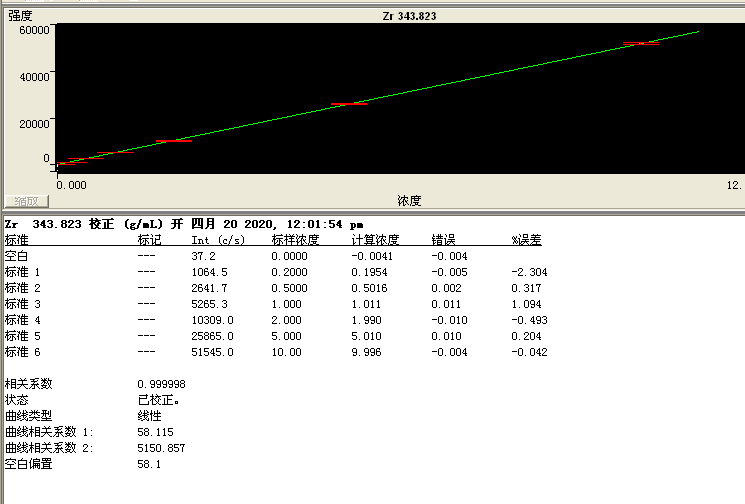 强度
Zr 343.823
60000
40000
20000
0
0.000
12.
缩放
浓度
Zr 343.823 校正 (g/mL) 开 四月 20 2020, 12:01:54 pm
标准 标记 Int (c/s) 标样浓度 计算浓度 错误 %误差
空白 --- 37.2 0.0000 -0.0041 -0.004
标准 1 --- 1064.5 0.2000 0.1954 -0.005 -2.304
标准 2 --- 2641.7 0.5000 0.5016 0.002 0.317
标准 3 --- 5265.3 1.000 1.011 0.011 1.094
标准 4 --- 10309.0 2.000 1.990 -0.010 -0.493
标准 5 --- 25865.0 5.000 5.010 0.010 0.204
标准 6 --- 51545.0 10.00 9.996 -0.004 -0.042
相关系数 0.999998
状态 已校正。
曲线类型 线性
曲线相关系数 1: 58.115
曲线相关系数 2: 5150.857
空白偏置 58.1